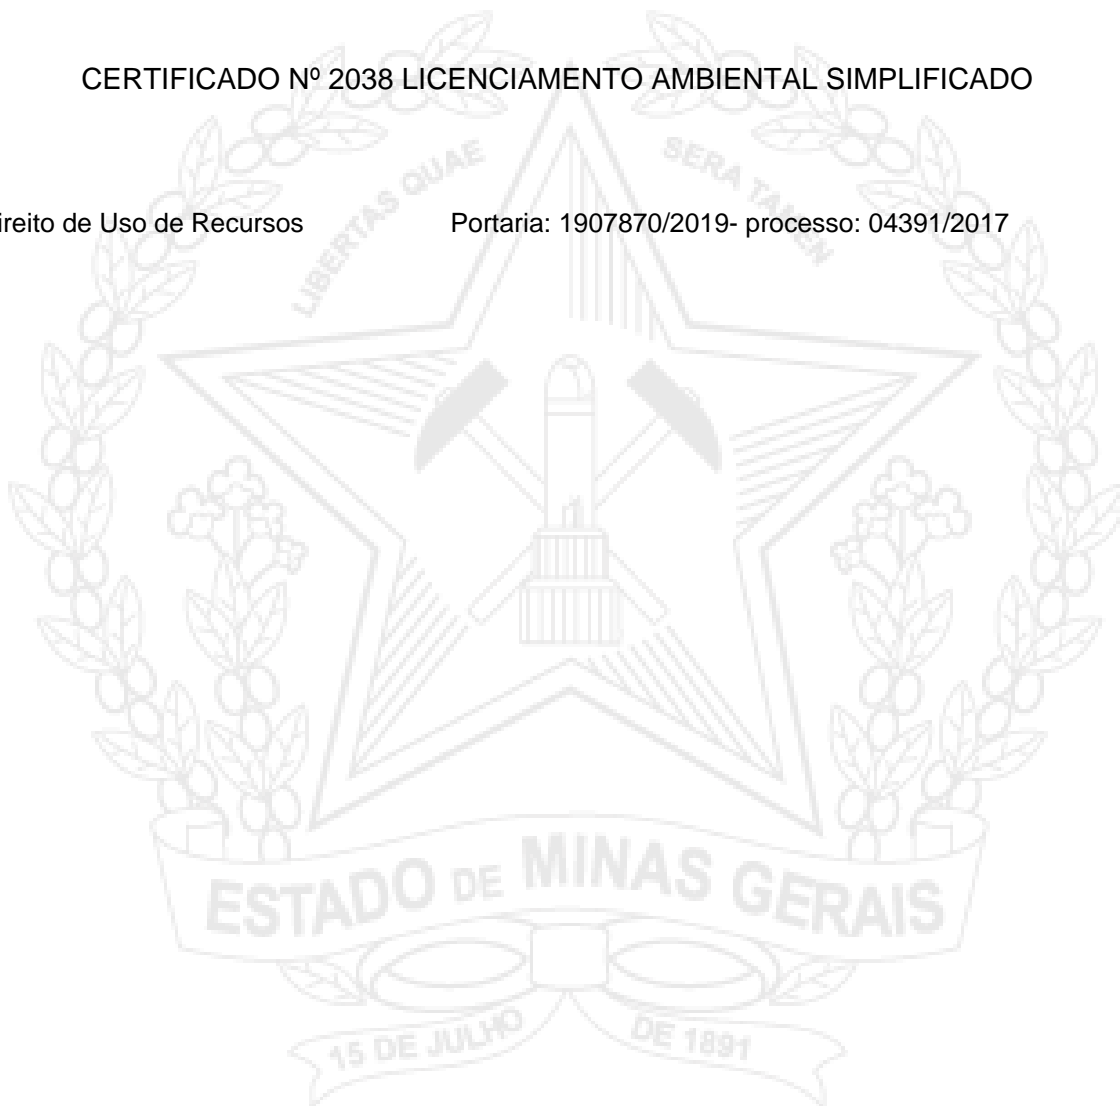 CERTIFICADO Nº 2038 LICENCIAMENTO AMBIENTAL SIMPLIFICADO
LIBERTAS QUAE SERA TAMEN
ireito de Uso de Recursos Portaria: 1907870/2019- processo: 04391/2017
ESTADO DE MINAS GERAIS
15 DE JULHO DE 1891